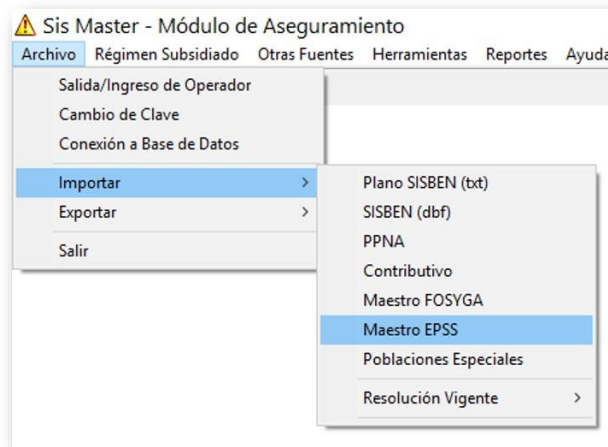 Sis Master - Módulo de Aseguramiento
Archivo Régimen Subsidiado Otras Fuentes Herramientas Reportes Ayuda
Salida/Ingreso de Operador
Cambio de Clave
Conexión a Base de Datos
Importar >
Exportar >
Salir
Plano SISBEN (txt)
SISBEN (dbf)
PPNA
Contributivo
Maestro FOSYGA
Maestro EPSS
Poblaciones Especiales
Resolución Vigente >